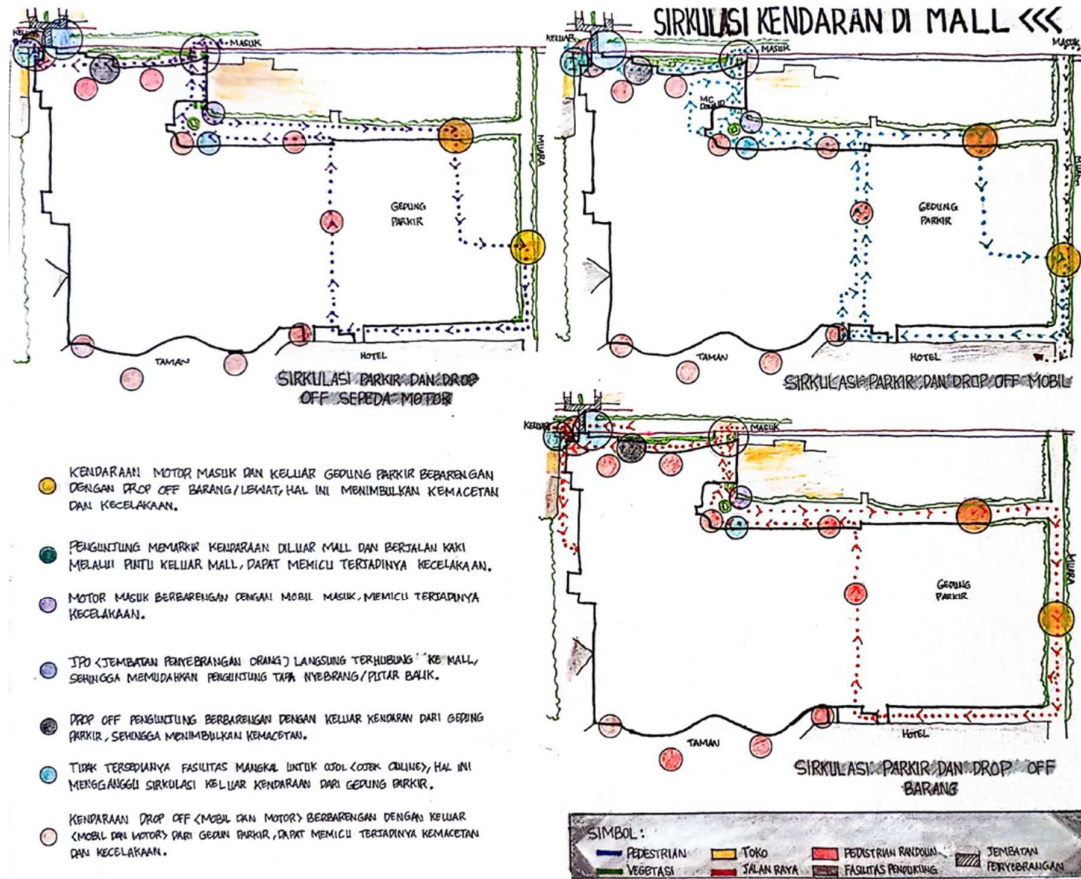 SIRKULASI KENDARAN DI MALL <<<
KELUAR
MASUK
MUARA
GEDUNG
PARKIR
TAMAN
HOTEL
SIRKULASI PARKIR DAN DROP
OFF SEPEDA MOTOR
KELUAR
MASUK
MASUK
MC
MUARA
GEDUNG
PARKIR
TAMAN
HOTEL
SIRKULASI PARKIR DAN DROP OFF MOBIL
KENDARAAN MOTOR MASUK DAN KELUAR GEDUNG PARKIR BEBARENGAN
DENGAN DROP OFF BARANG/LEWAT, HAL INI MENIMBULKAN KEMACETAN
DAN KECELAKAAN.
PENGUNJUNG MEMARKIR KENDARAAN DILUAR MALL DAN BERJALAN KAKI
MELALUI PINTU KELUAR MALL, DAPAT MEMICU TERJADINYA KECELAKAAN.
MOTOR MASUK BERBARENGAN DENGAN MOBIL MASUK, MEMICU TERJADINYA
KECELAKAAN.
JPO <JEMBATAN PENYEBRANGAN ORANG) LANGSUNG TERHUBUNG KE MALL,
SEHINGGA MEMUDAHKAN PENGUNJUNG TAPA NYEBRANG/PUTAR BALIK.
DROP OFF PENGUNJUNG BERBARENGAN DENGAN KELUAR KENDARAN DARI GEDUNG
PARKIR, SEHINGGA MENIMBULKAN KEMACETAN.
TIDAK TERSEDIANYA FASILITAS MANGKAL UNTUK OJOL <OJEK ONLINE>, HAL INI
MENGGANGGU SIRKULASI KELUAR KENDARAAN DARI GEDUNG PARKIR.
KENDARAAN DROP OFF <MOBIL DAN MOTOR> BERBARENGAN DENGAN KELUAR
<MOBIL DAN MOTOR> DARI GEDUN PARKIR, DAPAT MEMICU TERJADINYA KEMACETAN
DAN KECELAKAAN.
KELUAR
MASUK
MUARA
GEDUNG
PARKIR
TAMAN
HOTEL
SIRKULASI PARKIR DAN DROP OFF
BARANG
SIMBOL:
PEDESTRIAN
TOKO
JEMBATAN
PENYEBRANGAN
VEGETASI
JALAN RAYA
FASILITAS PENDUKUNG